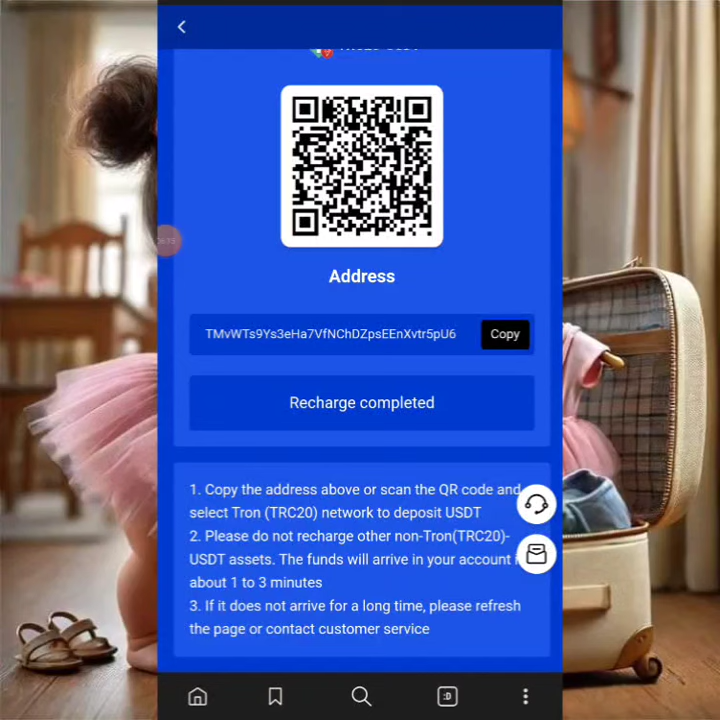 Address
TMvWTs9Ys3eHa7VfNChDZpsEEnXvtr5pU6
Copy
Recharge completed
1. Copy the address above or scan the QR code and
select Tron (TRC20) network to deposit USDT
2. Please do not recharge other non-Tron(TRC20)-
USDT assets. The funds will arrive in your account
about 1 to 3 minutes
3. If it does not arrive for a long time, please refresh
the page or contact customer service
:D